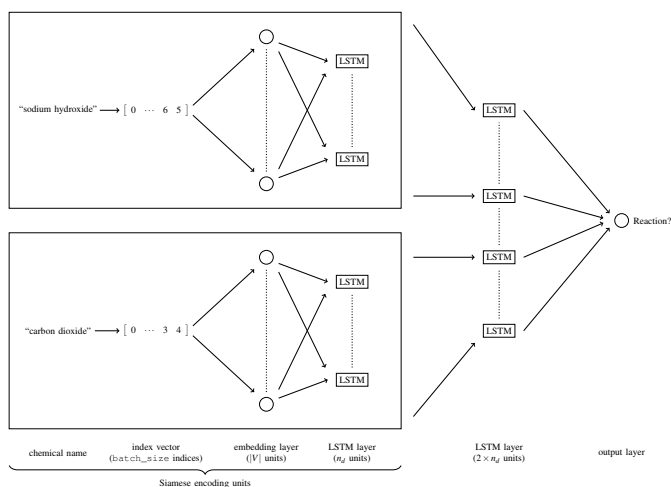 LSTM
"sodium hydroxide" [ 0 ⋯ 6 5 ]
LSTM
LSTM
LSTM
Reaction?
LSTM
LSTM
"carbon dioxide" [ 0 ⋯ 3 4 ]
LSTM
LSTM
chemical name
index vector
(batch_size indices)
embedding layer
(|V| units)
LSTM layer
(n_d units)
LSTM layer
(2 × n_d units)
output layer
Siamese encoding units